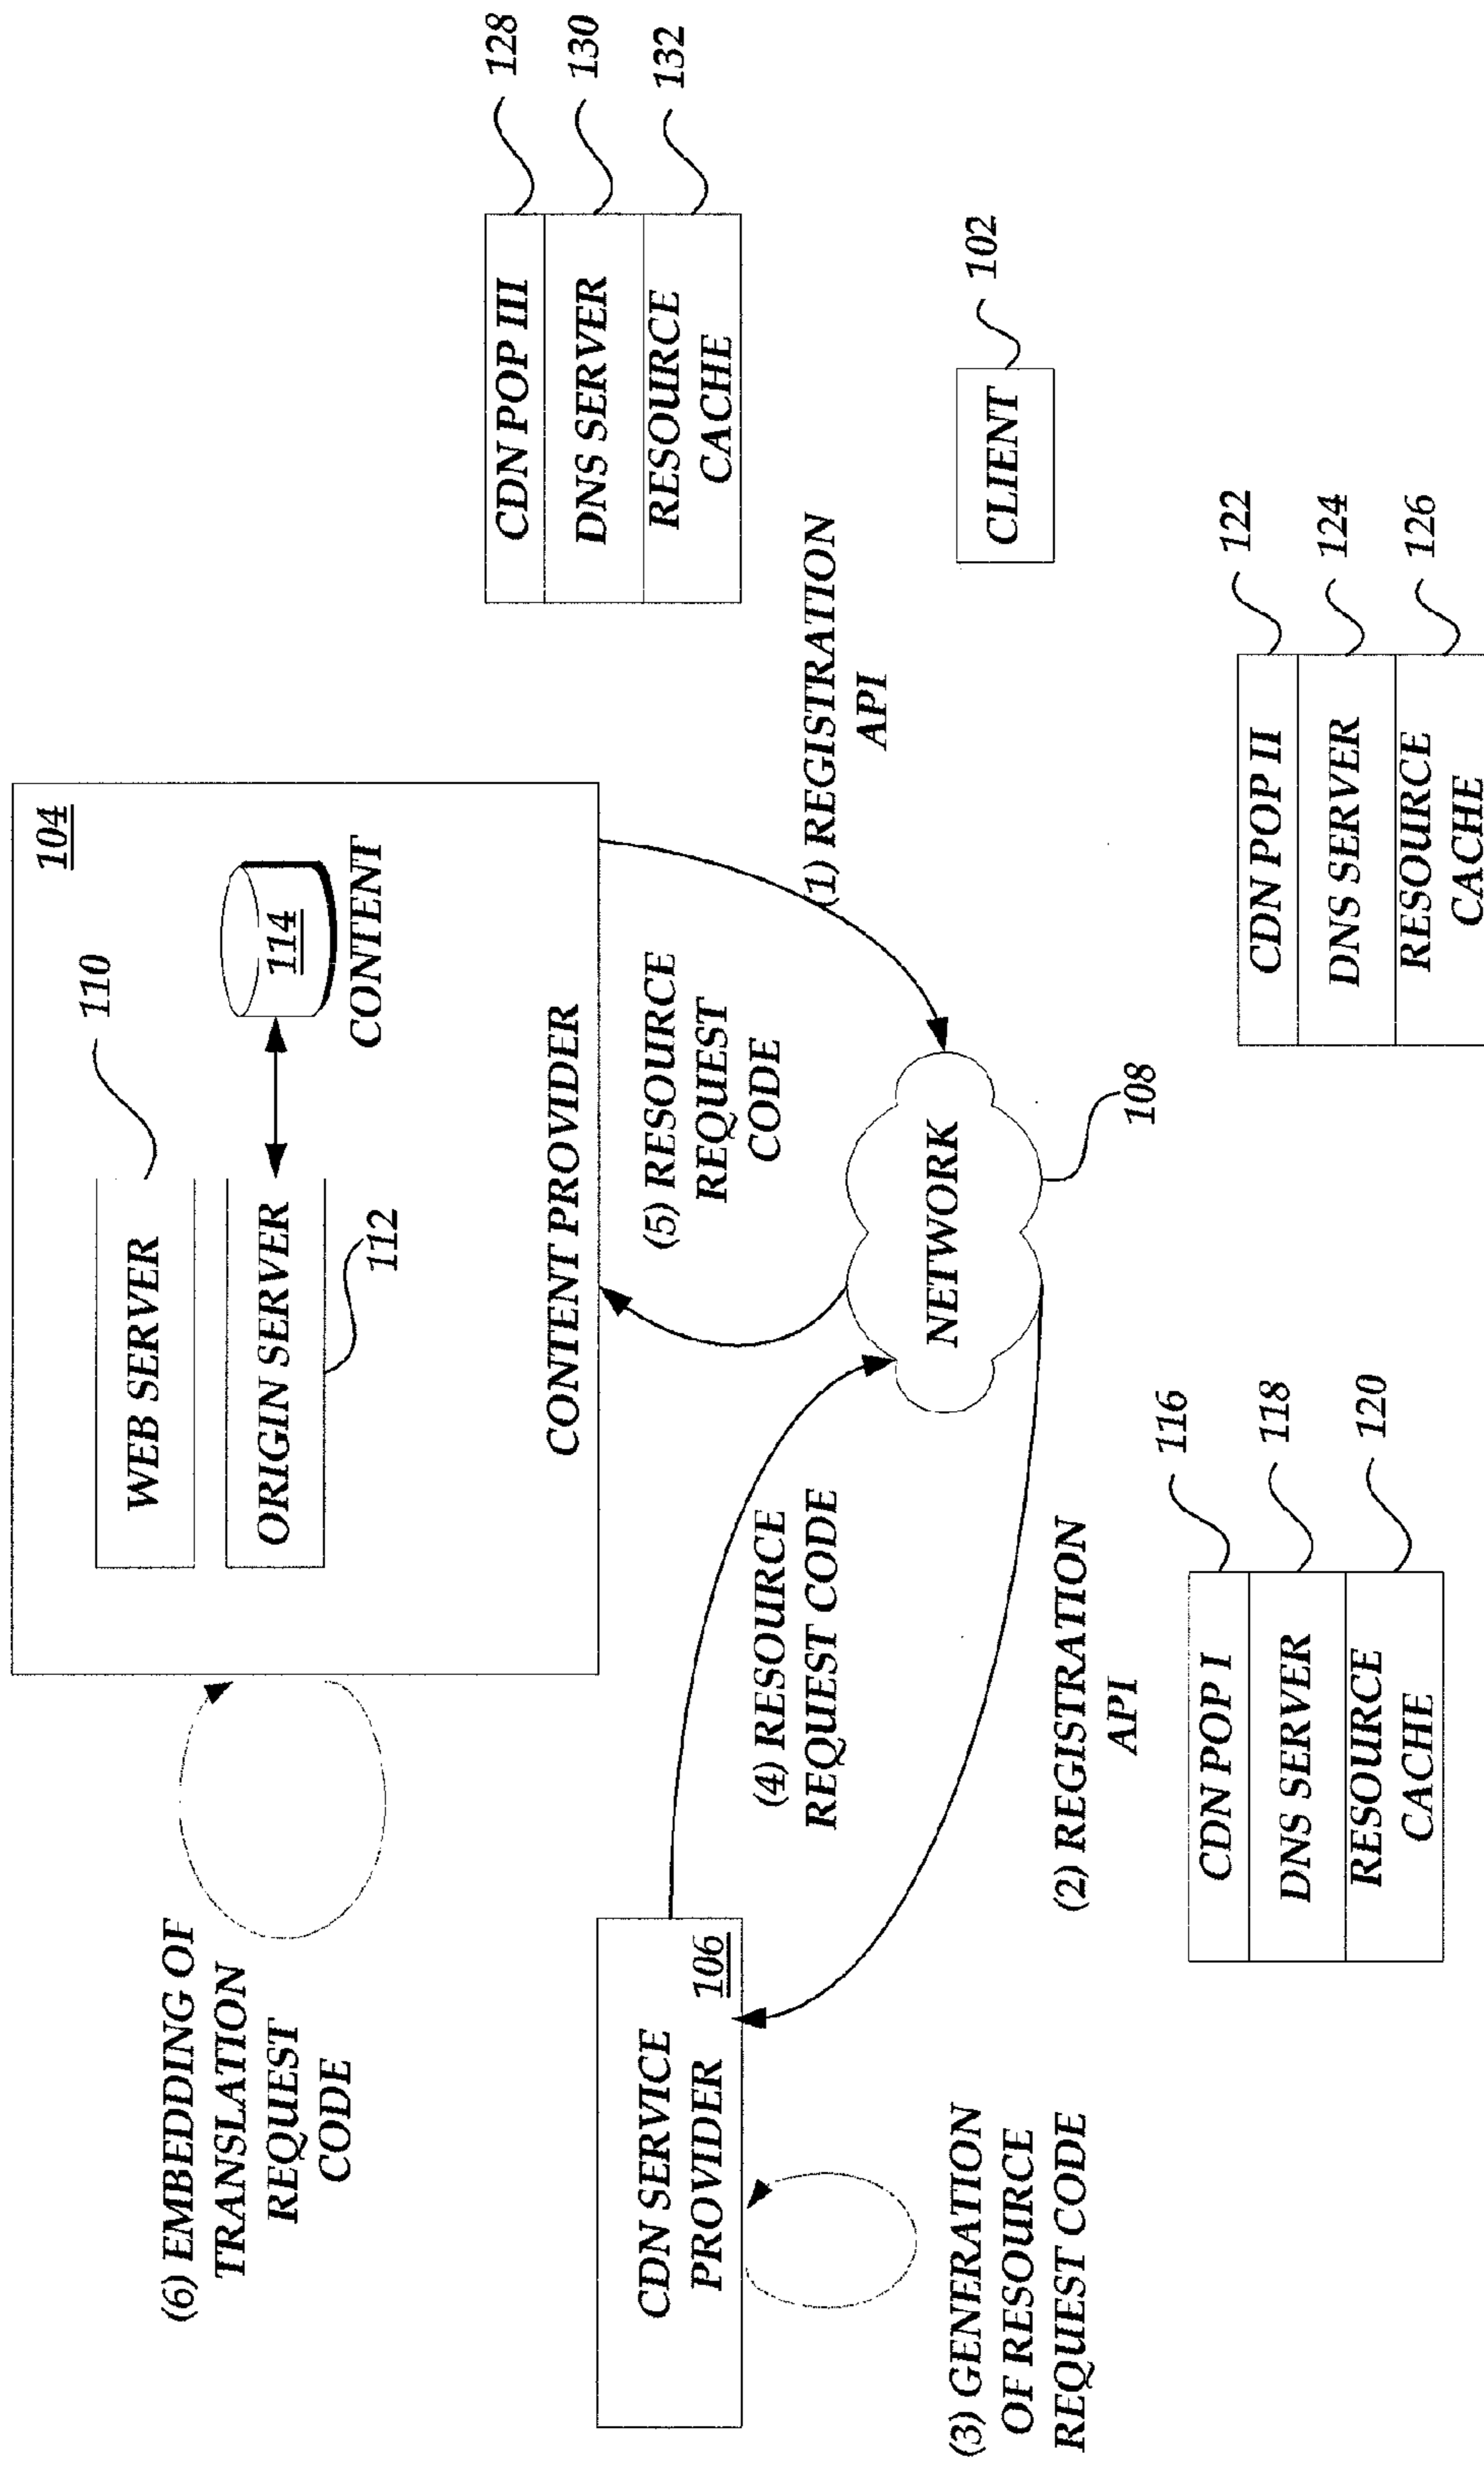 (6) EMBEDDING OF
TRANSLATION
REQUEST
CODE
104
WEB SERVER
110
ORIGIN SERVER
112
114
CONTENT
CONTENT PROVIDER
CDN POP III
128
DNS SERVER
130
RESOURCE
CACHE
132
CDN SERVICE
PROVIDER
106
(3) GENERATION
OF RESOURCE
REQUEST CODE
(4) RESOURCE
REQUEST CODE
(5) RESOURCE
REQUEST
CODE
(1) REGISTRATION
API
NETWORK
108
CLIENT
102
(2) REGISTRATION
API
CDN POP I
116
DNS SERVER
118
RESOURCE
CACHE
120
CDN POP II
122
DNS SERVER
124
RESOURCE
CACHE
126